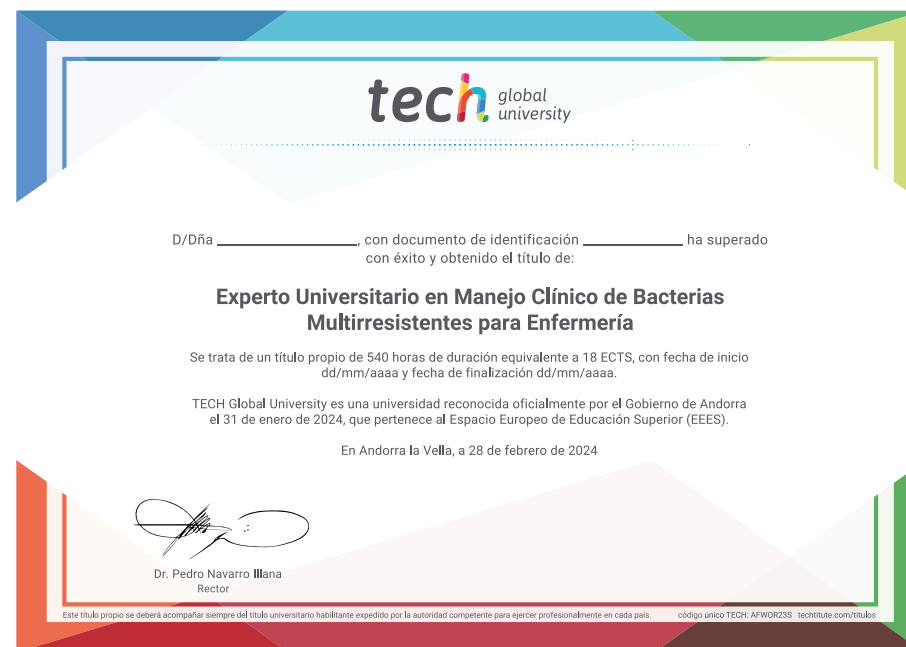 tech global university
D/Dña ____________, con documento de identificación ____________ ha superado
con éxito y obtenido el título de:
Experto Universitario en Manejo Clínico de Bacterias
Multirresistentes para Enfermería
Se trata de un título propio de 540 horas de duración equivalente a 18 ECTS, con fecha de inicio
dd/mm/aaaa y fecha de finalización dd/mm/aaaa.
TECH Global University es una universidad reconocida oficialmente por el Gobierno de Andorra
el 31 de enero de 2024, que pertenece al Espacio Europeo de Educación Superior (EEES).
En Andorra la Vella, a 28 de febrero de 2024
Dr. Pedro Navarro Illana
Rector
Este título propio se deberá acompañar siempre del título universitario habilitante expedido por la autoridad competente para ejercer profesionalmente en cada país. código único TECH: AFWOR23S techtitute.com/titulos